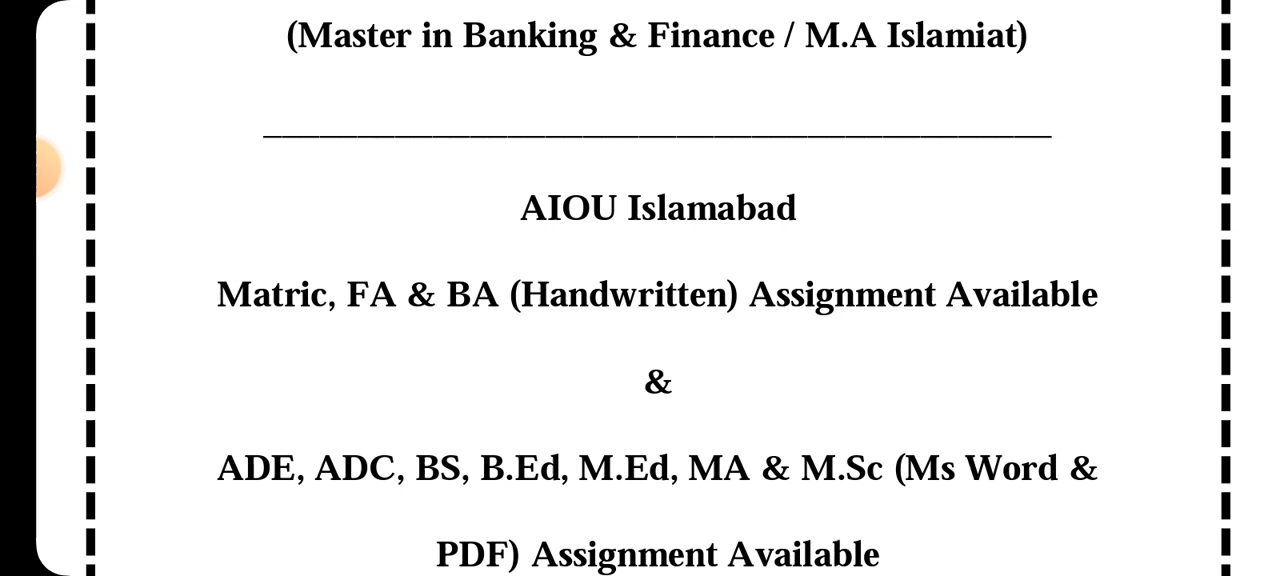 (Master in Banking & Finance / M.A Islamiat)
AIOU Islamabad
Matric, FA & BA (Handwritten) Assignment Available
&
ADE, ADC, BS, B.Ed, M.Ed, MA & M.Sc (Ms Word &
PDF) Assignment Available